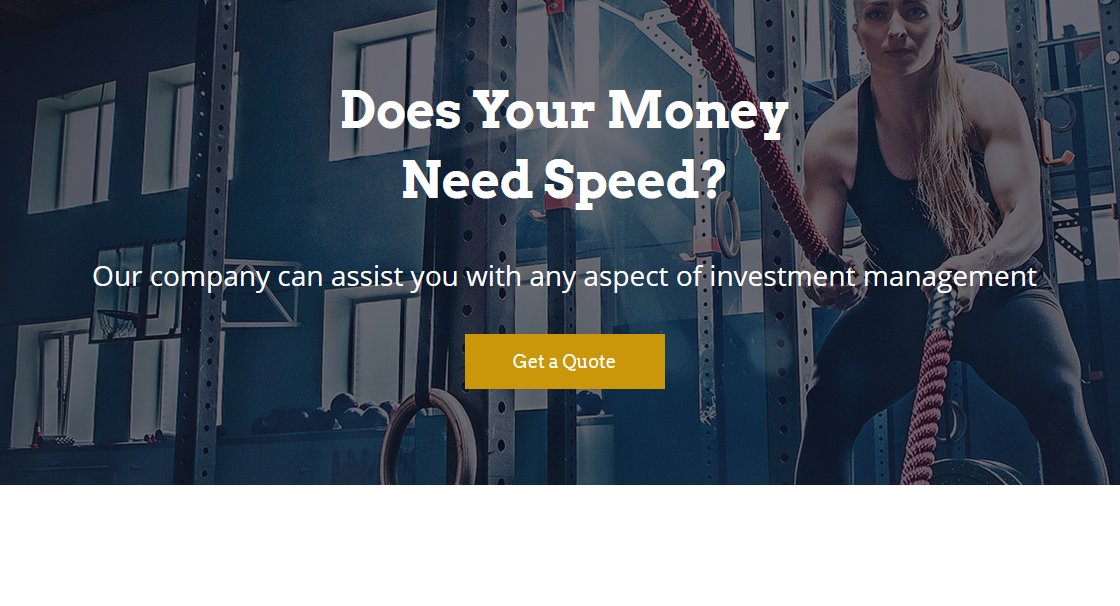 Does Your Money
Need Speed?
Our company can assist you with any aspect of investment management
Get a Quote